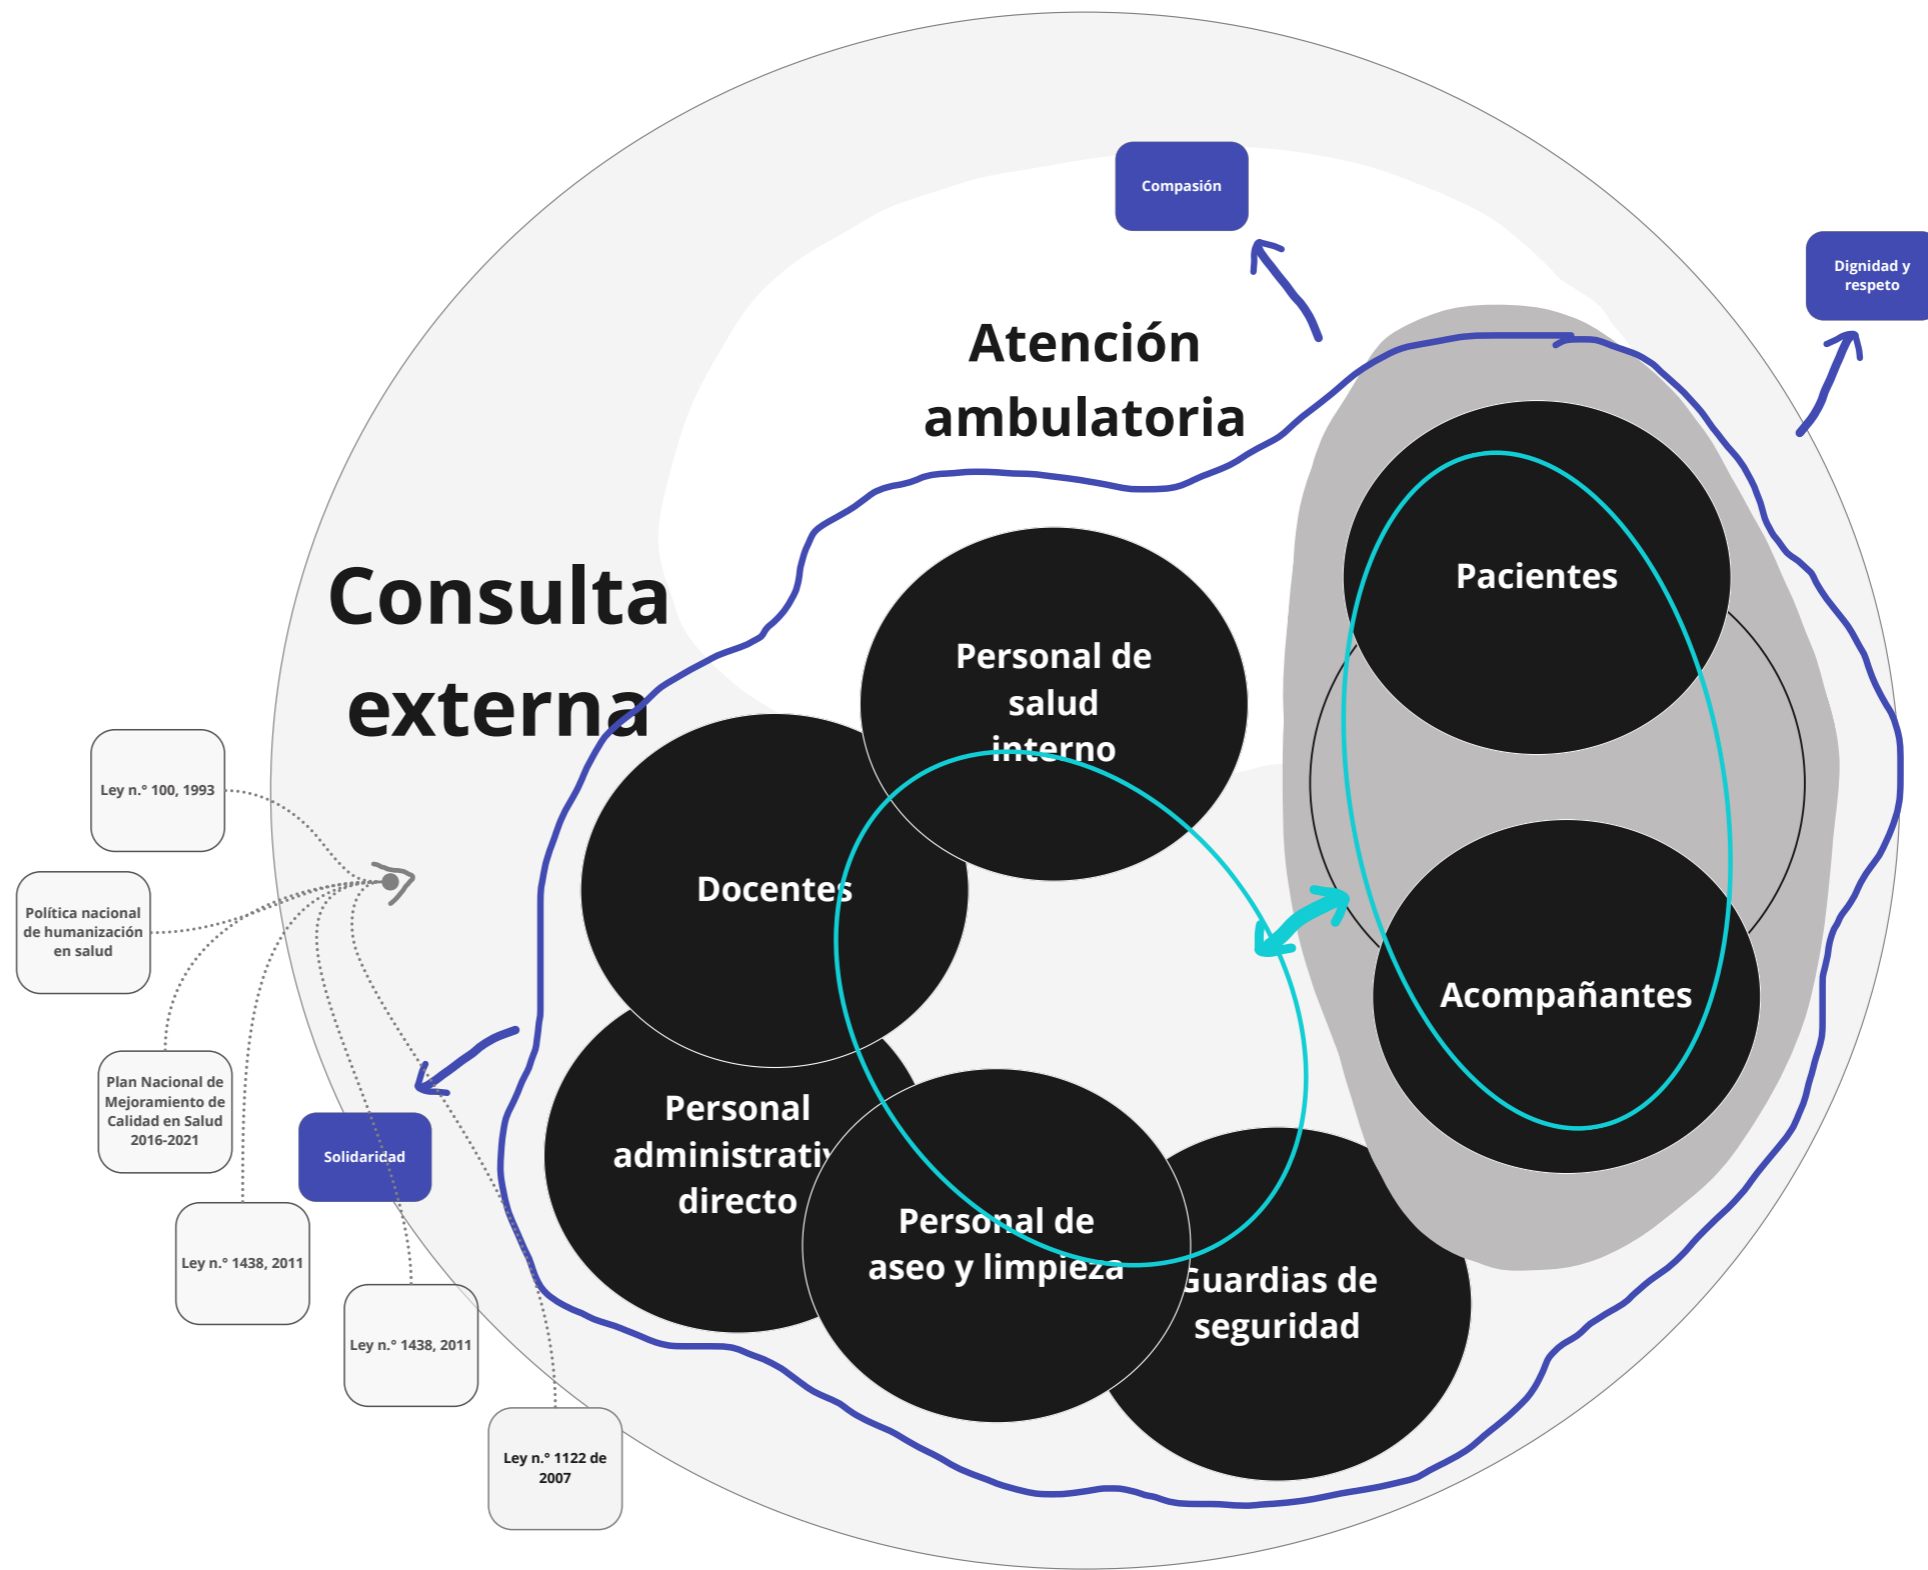 Compasión
Dignidad y
respeto
Atención
ambulatoria
Consulta
externa
Pacientes
Personal de
salud
interno
Docentes
Acompañantes
Personal
administrativ
directo
Personal de
aseo y limpieza
Guardias de
seguridad
Ley n.° 100, 1993
Política nacional
de humanización
en salud
Plan Nacional de
Mejoramiento de
Calidad en Salud
2016-2021
Solidaridad
Ley n.° 1438, 2011
Ley n.° 1438, 2011
Ley n.° 1122 de
2007